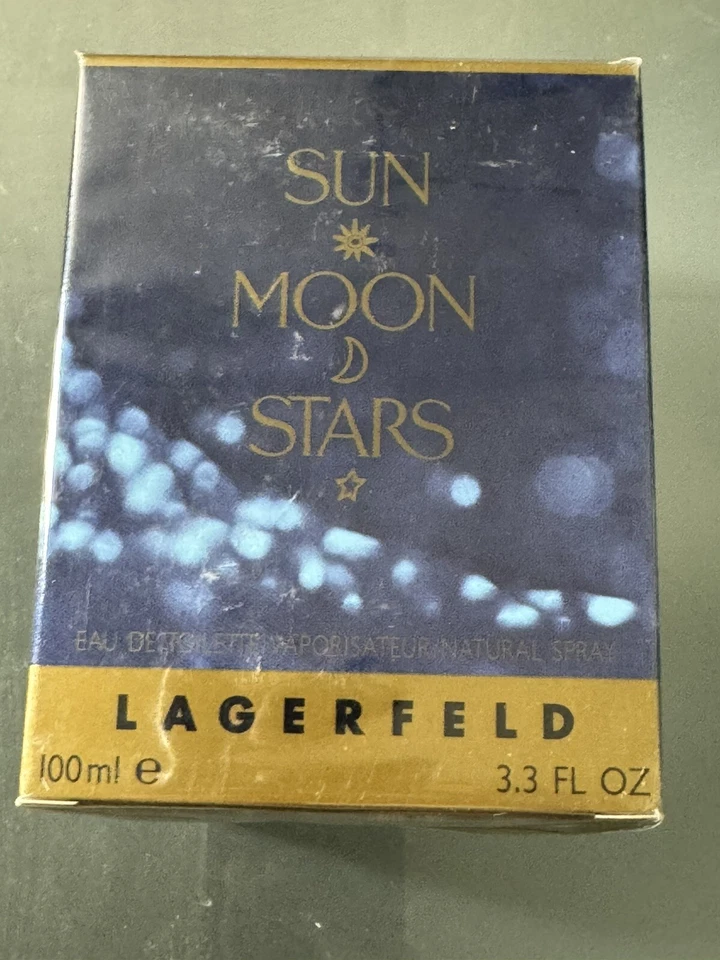 SUN
MOON
STARS
EAU DE TOILETTE VAPORISATEUR/NATURAL SPRAY
LAGERFELD
100ml e 3.3 FL OZ